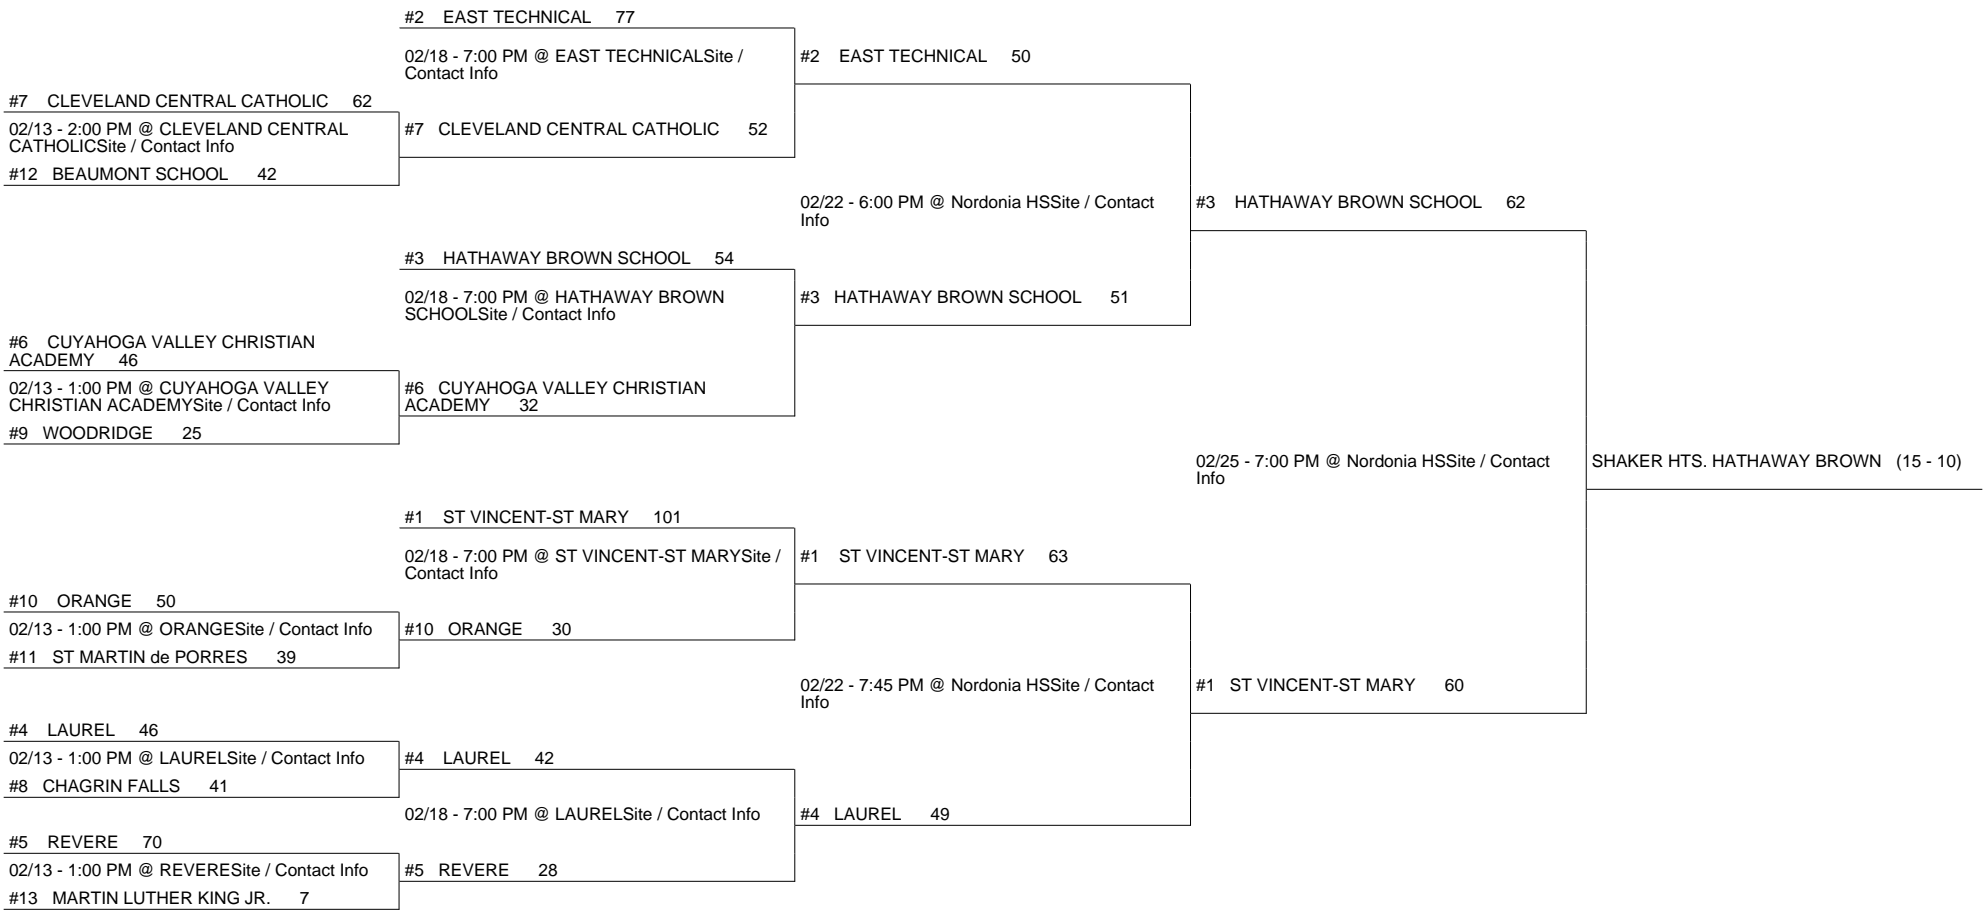 #2 EAST TECHNICAL 77
02/18 - 7:00 PM @ EAST TECHNICALSite /
Contact Info
#2 EAST TECHNICAL 50
#7 CLEVELAND CENTRAL CATHOLIC 62
02/13 - 2:00 PM @ CLEVELAND CENTRAL
CATHOLICSite / Contact Info
#7 CLEVELAND CENTRAL CATHOLIC 52
#12 BEAUMONT SCHOOL 42
02/22 - 6:00 PM @ Nordonia HSSite / Contact
Info
#3 HATHAWAY BROWN SCHOOL 62
#3 HATHAWAY BROWN SCHOOL 54
02/18 - 7:00 PM @ HATHAWAY BROWN
SCHOOLSite / Contact Info
#3 HATHAWAY BROWN SCHOOL 51
#6 CUYAHOGA VALLEY CHRISTIAN
ACADEMY 46
02/13 - 1:00 PM @ CUYAHOGA VALLEY
CHRISTIAN ACADEMYSite / Contact Info
#6 CUYAHOGA VALLEY CHRISTIAN
ACADEMY 32
#9 WOODRIDGE 25
02/25 - 7:00 PM @ Nordonia HSSite / Contact
Info
SHAKER HTS. HATHAWAY BROWN (15 - 10)
#1 ST VINCENT-ST MARY 101
02/18 - 7:00 PM @ ST VINCENT-ST MARYSite /
Contact Info
#1 ST VINCENT-ST MARY 63
#10 ORANGE 50
02/13 - 1:00 PM @ ORANGESite / Contact Info
#10 ORANGE 30
#11 ST MARTIN de PORRES 39
02/22 - 7:45 PM @ Nordonia HSSite / Contact
Info
#1 ST VINCENT-ST MARY 60
#4 LAUREL 46
02/13 - 1:00 PM @ LAURELSite / Contact Info
#4 LAUREL 42
#8 CHAGRIN FALLS 41
02/18 - 7:00 PM @ LAURELSite / Contact Info
#4 LAUREL 49
#5 REVERE 70
02/13 - 1:00 PM @ REVERESite / Contact Info
#5 REVERE 28
#13 MARTIN LUTHER KING JR. 7